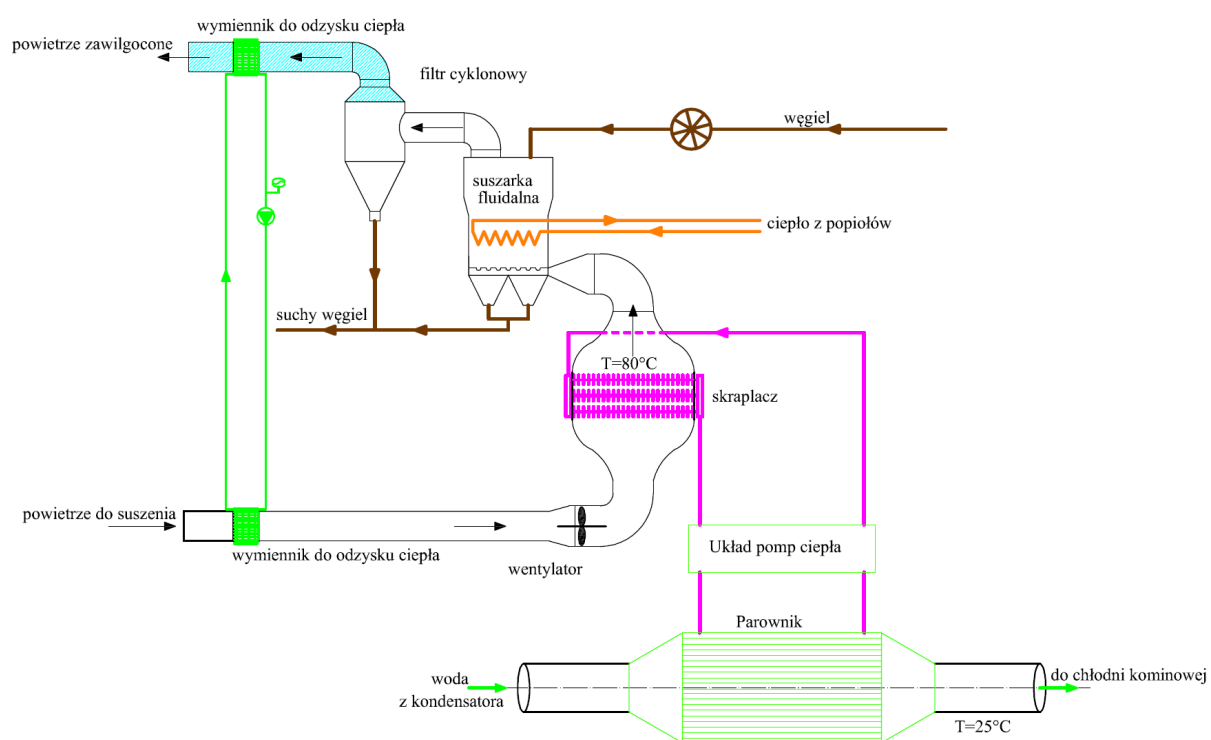 wymiennik do odzysku ciepła
powietrze zawilgocone
filtr cyklonowy
węgiel
suszarka
fluidalna
ciepło z popiołów
suchy węgiel
T=80°C
skraplacz
powietrze do suszenia
wymiennik do odzysku ciepła
wentylator
Układ pomp ciepła
Parownik
woda
z kondensatora
do chłodni kominowej
T=25°C